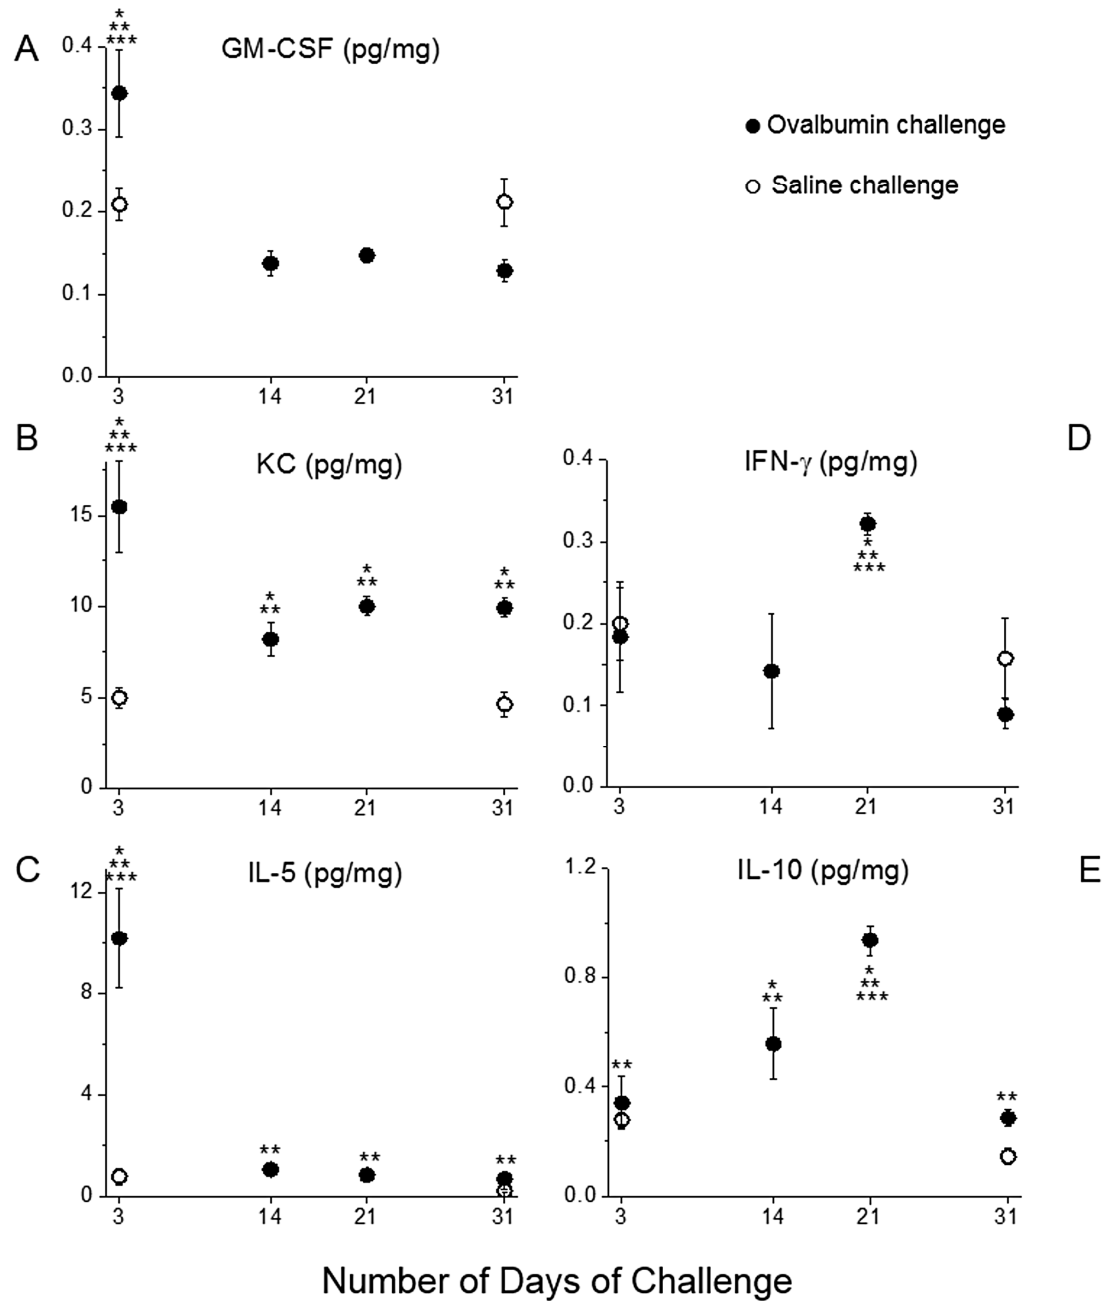 A
*
**
***
GM-CSF (pg/mg)
0.4
0.3
0.2
0.1
0.0
3 14 21 31
Ovalbumin challenge
Saline challenge
B
*
**
***
KC (pg/mg)
15
10
5
0
*
**
*
**
*
**
3 14 21 31
D
IFN-γ (pg/mg)
0.4
0.3
0.2
0.1
0.0
*
**
***
3 14 21 31
C
*
**
***
IL-5 (pg/mg)
12
8
4
0
** ** **
3 14 21 31
E
IL-10 (pg/mg)
1.2
0.8
0.4
0.0
**
*
**
*
**
***
**
3 14 21 31
Number of Days of Challenge